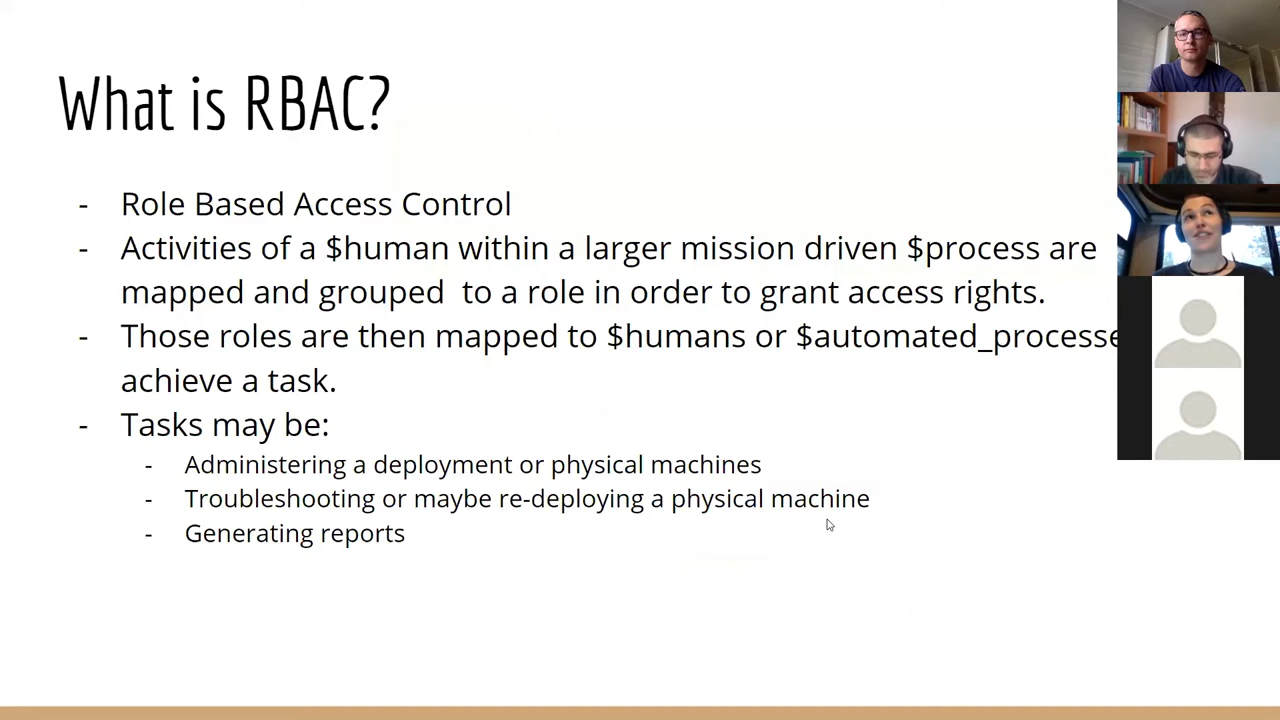 What is RBAC?
- Role Based Access Control
- Activities of a $human within a larger mission driven $process are
mapped and grouped  to a role in order to grant access rights.
- Those roles are then mapped to $humans or $automated_processe
achieve a task.
- Tasks may be:
- Administering a deployment or physical machines
- Troubleshooting or maybe re-deploying a physical machine
- Generating reports